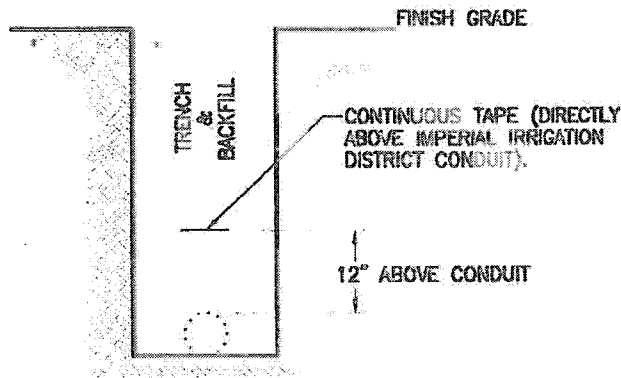 FINISH GRADE
TRENCH
&
BACKFILL
CONTINUOUS TAPE (DIRECTLY
ABOVE IMPERIAL IRRIGATION
DISTRICT CONDUIT).
12" ABOVE CONDUIT